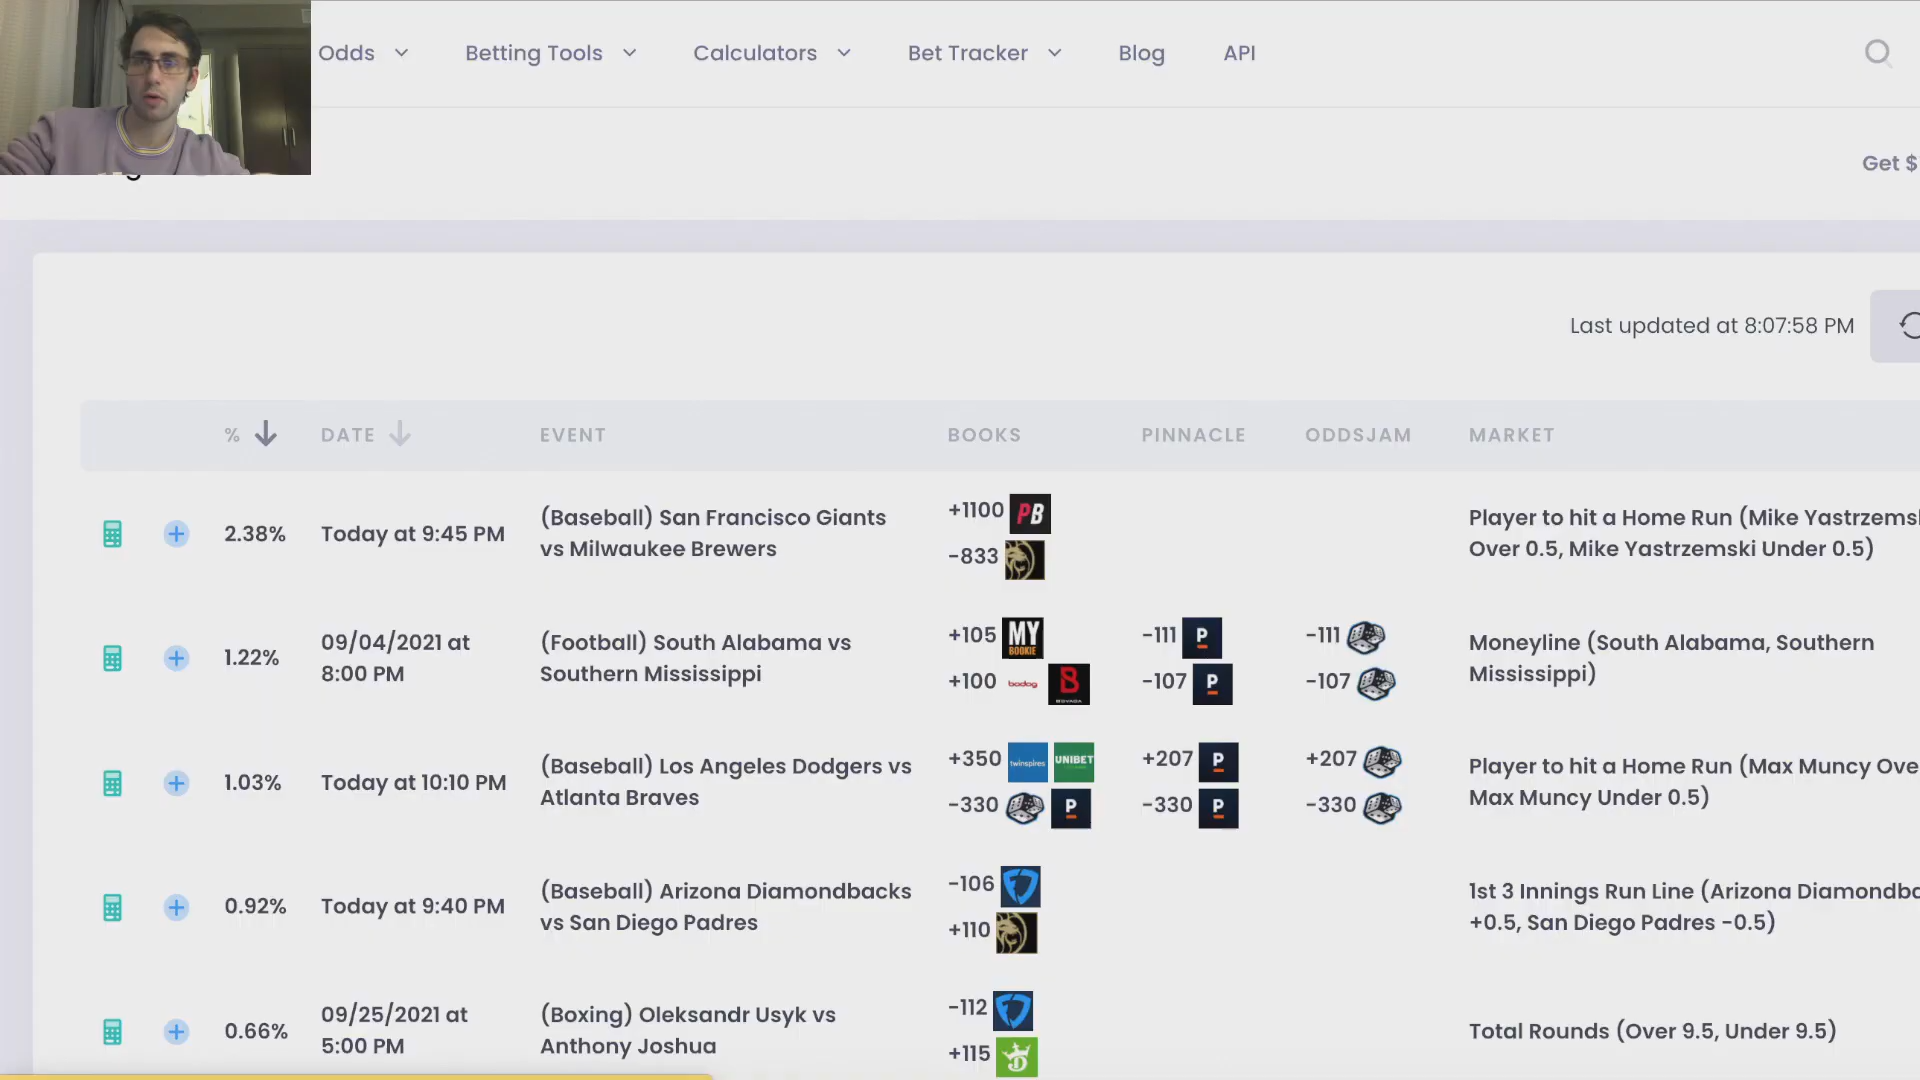 Odds
Betting Tools
Calculators
Bet Tracker
Blog
API
Get $
Last updated at 8:07:58 PM
%
DATE
EVENT
BOOKS
PINNACLE
ODDSJAM
MARKET
2.38%
Today at 9:45 PM
(Baseball) San Francisco Giants
vs Milwaukee Brewers
+1100 PB
-833
Player to hit a Home Run (Mike Yastrzemsk
Over 0.5, Mike Yastrzemski Under 0.5)
1.22%
09/04/2021 at
8:00 PM
(Football) South Alabama vs
Southern Mississippi
+105 MY BOOKIE
+100 bodog B BOVADA
-111 P
-107 P
-111
-107
Moneyline (South Alabama, Southern
Mississippi)
1.03%
Today at 10:10 PM
(Baseball) Los Angeles Dodgers vs
Atlanta Braves
+350 twinspires UNIBET
-330 P
+207 P
-330 P
+207
-330
Player to hit a Home Run (Max Muncy Ove
Max Muncy Under 0.5)
0.92%
Today at 9:40 PM
(Baseball) Arizona Diamondbacks
vs San Diego Padres
-106
+110
1st 3 Innings Run Line (Arizona Diamondba
+0.5, San Diego Padres -0.5)
0.66%
09/25/2021 at
5:00 PM
(Boxing) Oleksandr Usyk vs
Anthony Joshua
-112
+115
Total Rounds (Over 9.5, Under 9.5)